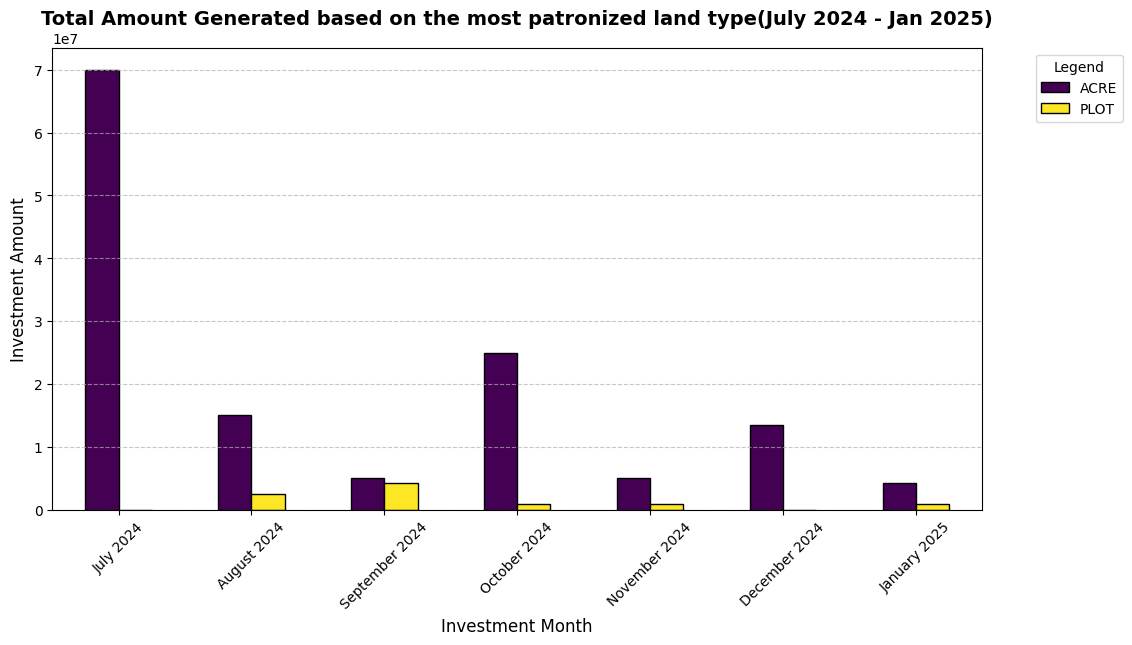 Total Amount Generated based on the most patronized land type(July 2024 - Jan 2025)
1e7
Legend
ACRE
PLOT
Investment Amount
7
6
5
4
3
2
1
0
July 2024
August 2024
September 2024
October 2024
November 2024
December 2024
January 2025
Investment Month